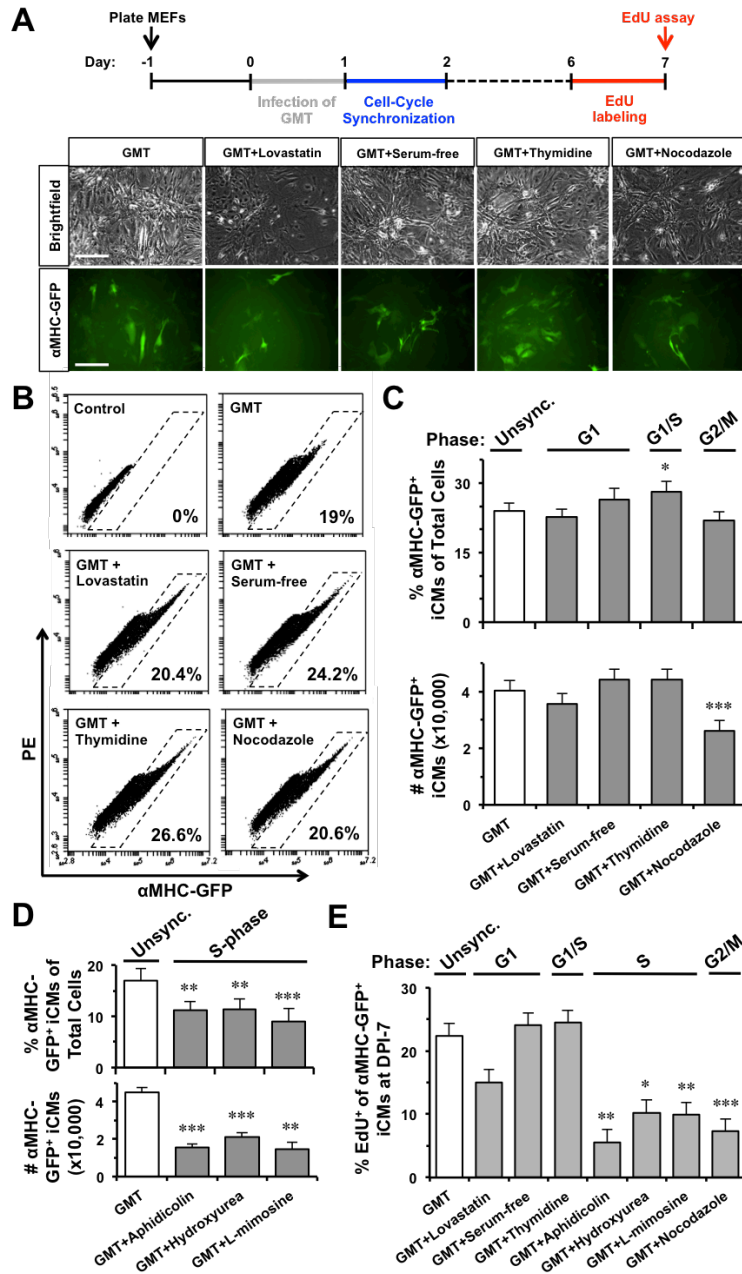 A
Plate MEFs
EdU assay
Day: -1 0 1 2 6 7
Infection of GMT
Cell-Cycle Synchronization
EdU labeling
GMT GMT+Lovastatin GMT+Serum-free GMT+Thymidine GMT+Nocodazole
Brightfield
αMHC-GFP
B
Control
0%
GMT
19%
GMT +
Lovastatin
20.4%
GMT +
Serum-free
24.2%
GMT +
Thymidine
26.6%
GMT +
Nocodazole
20.6%
PE
αMHC-GFP
C
Phase: Unsync. G1 G1/S G2/M
% αMHC-GFP+
iCMs of Total Cells
30
15
0
*
# αMHC-GFP+
iCMs (x10,000)
4
2
0
***
GMT
GMT+Lovastatin
GMT+Serum-free
GMT+Thymidine
GMT+Nocodazole
D
Unsync. S-phase
% αMHC-
GFP+ iCMs of
Total Cells
20
10
0
** ** ***
# αMHC-
GFP+ iCMs
(x10,000)
4
2
0
*** *** **
GMT
GMT+Aphidicolin
GMT+Hydroxyurea
GMT+L-mimosine
E
Phase: Unsync. G1 G1/S S G2/M
% EdU+ of αMHC-GFP+
iCMs at DPI-7
30
20
10
0
** * ** ***
GMT
GMT+Lovastatin
GMT+Serum-free
GMT+Thymidine
GMT+Aphidicolin
GMT+Hydroxyurea
GMT+L-mimosine
GMT+Nocodazole